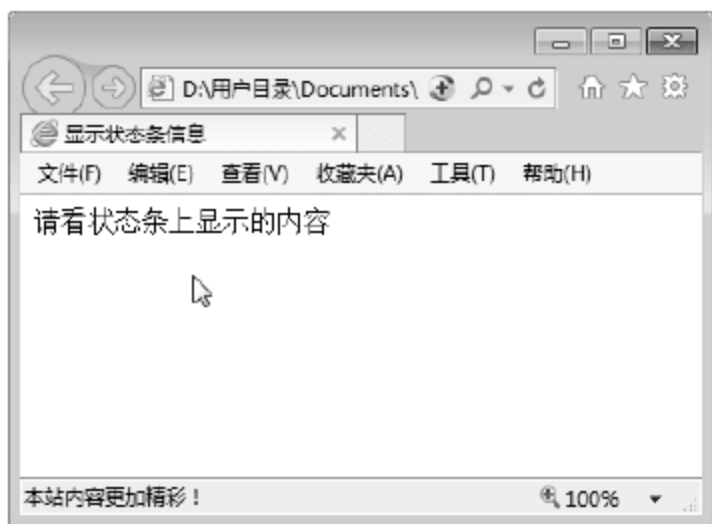 D:\用户目录\Documents\
显示状态条信息
文件(F) 编辑(E) 查看(V) 收藏夹(A) 工具(T) 帮助(H)
请看状态条上显示的内容
本站内容更加精彩！ 100%